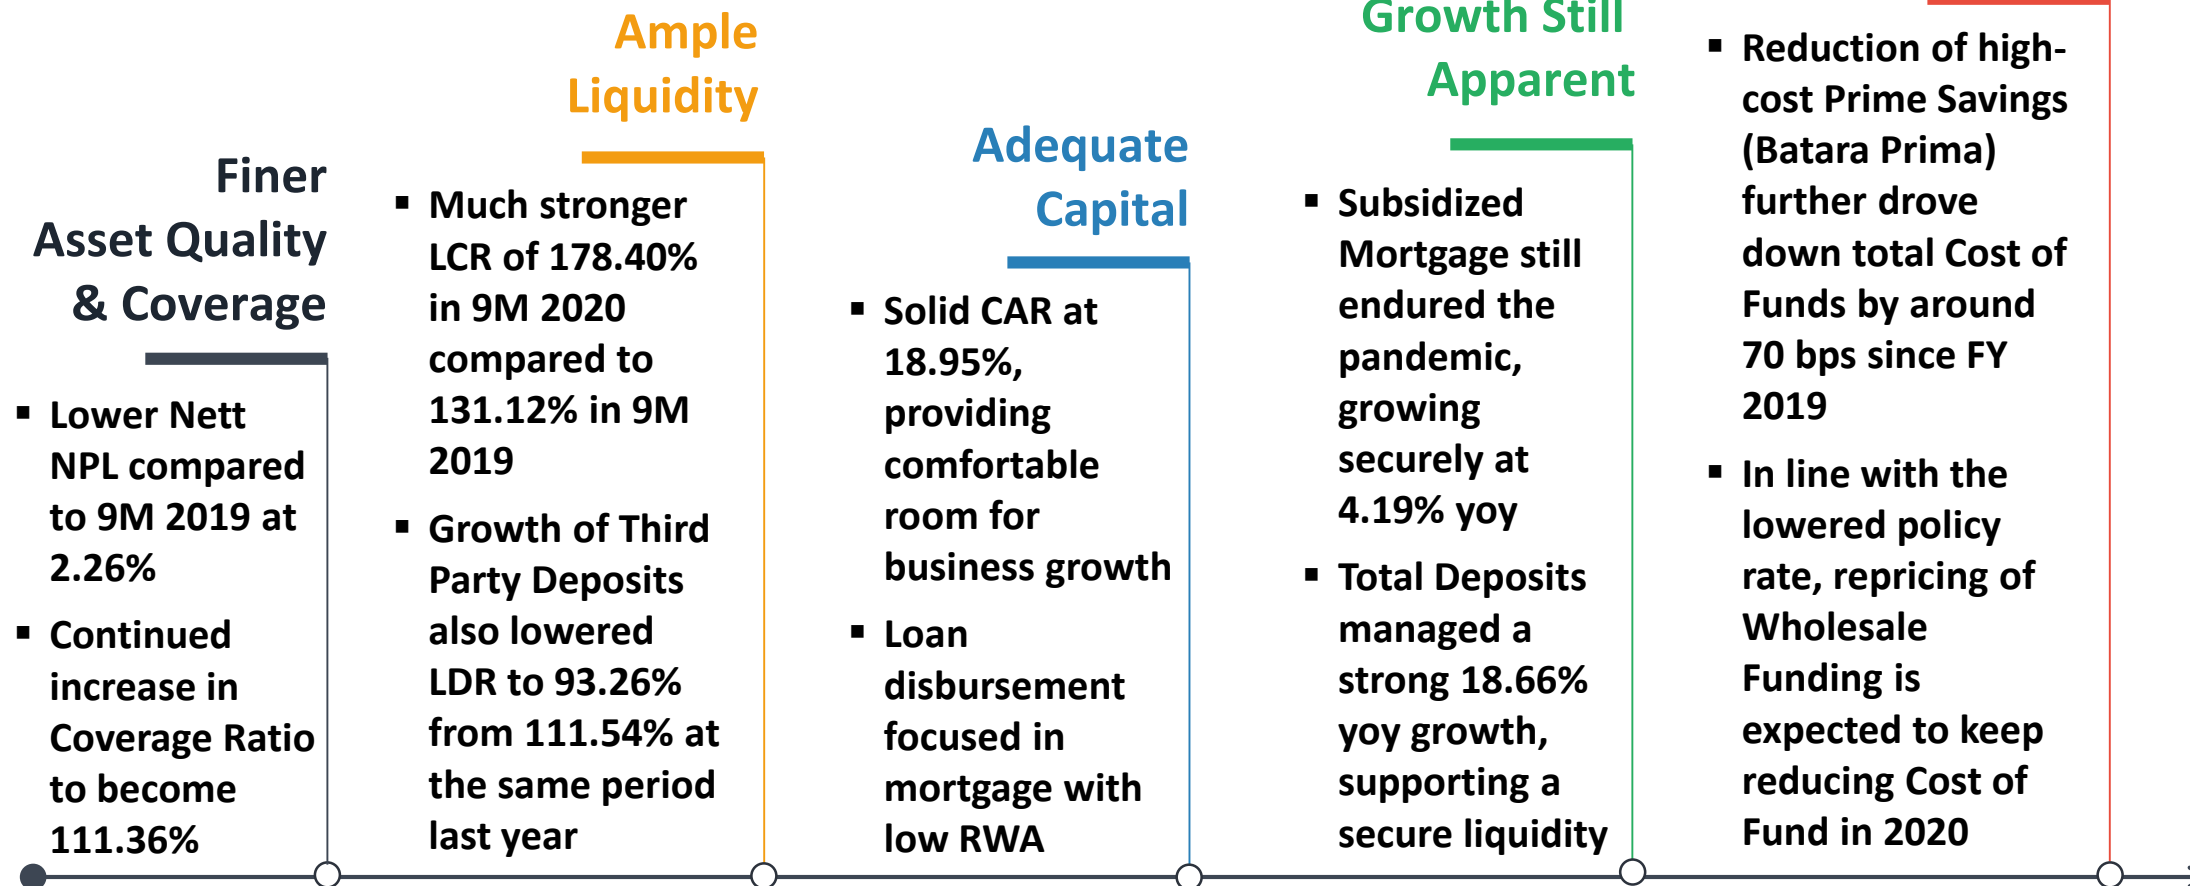 Finer
Asset Quality
& Coverage
▪ Lower Nett
NPL compared
to 9M 2019 at
2.26%
▪ Continued
increase in
Coverage Ratio
to become
111.36%
Ample
Liquidity
▪ Much stronger
LCR of 178.40%
in 9M 2020
compared to
131.12% in 9M
2019
▪ Growth of Third
Party Deposits
also lowered
LDR to 93.26%
from 111.54% at
the same period
last year
Adequate
Capital
▪ Solid CAR at
18.95%,
providing
comfortable
room for
business growth
▪ Loan
disbursement
focused in
mortgage with
low RWA
Growth Still
Apparent
▪ Subsidized
Mortgage still
endured the
pandemic,
growing
securely at
4.19% yoy
▪ Total Deposits
managed a
strong 18.66%
yoy growth,
supporting a
secure liquidity
▪ Reduction of high-
cost Prime Savings
(Batara Prima)
further drove
down total Cost of
Funds by around
70 bps since FY
2019
▪ In line with the
lowered policy
rate, repricing of
Wholesale
Funding is
expected to keep
reducing Cost of
Fund in 2020